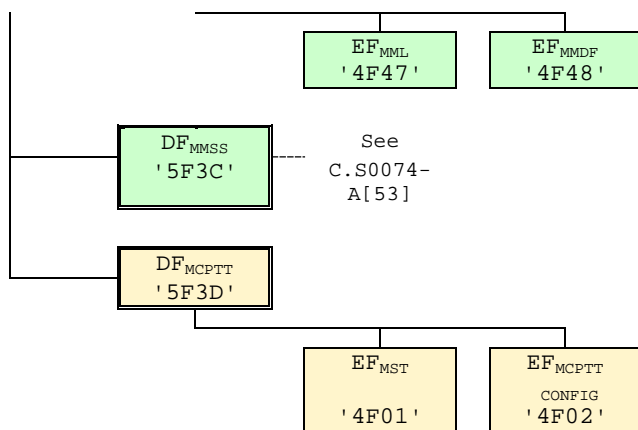 EFMML
'4F47'
EFMMDF
'4F48'
DFMMSS
'5F3C'
See
C.S0074-
A[53]
DFMCPTT
'5F3D'
EFMST
'4F01'
EFMCPTT
CONFIG
'4F02'